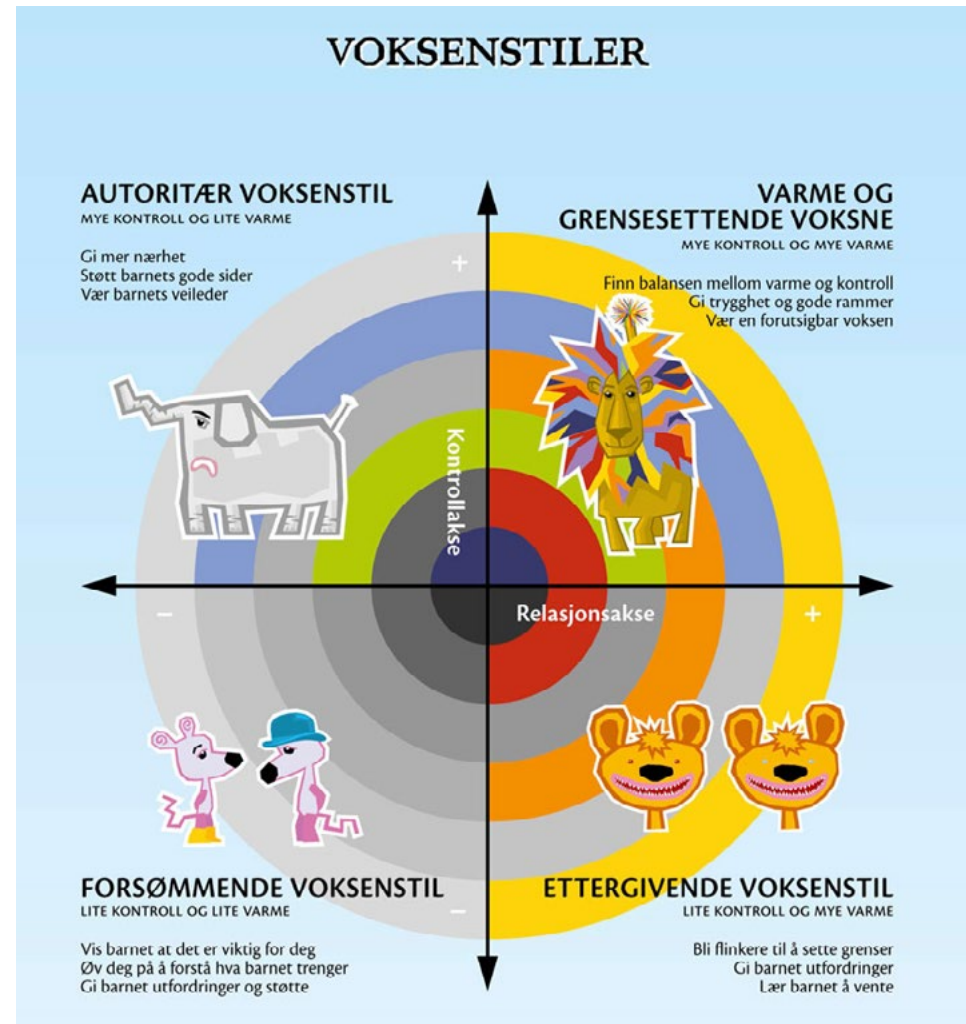 VOKSENSTILER
AUTORITÆR VOKSENSTIL
MYE KONTROLL OG LITE VARME
Gi mer nærhet
Støtt barnets gode sider
Vær barnets veileder
VARME OG
GRENSESETTENDE VOKSNE
MYE KONTROLL OG MYE VARME
Finn balansen mellom varme og kontroll
Gi trygghet og gode rammer
Vær en forutsigbar voksen
+
Kontrollakse
–
Relasjonsakse
+
–
FORSØMMENDE VOKSENSTIL
LITE KONTROLL OG LITE VARME
Vis barnet at det er viktig for deg
Øv deg på å forstå hva barnet trenger
Gi barnet utfordringer og støtte
ETTERGIVENDE VOKSENSTIL
LITE KONTROLL OG MYE VARME
Bli flinkere til å sette grenser
Gi barnet utfordringer
Lær barnet å vente